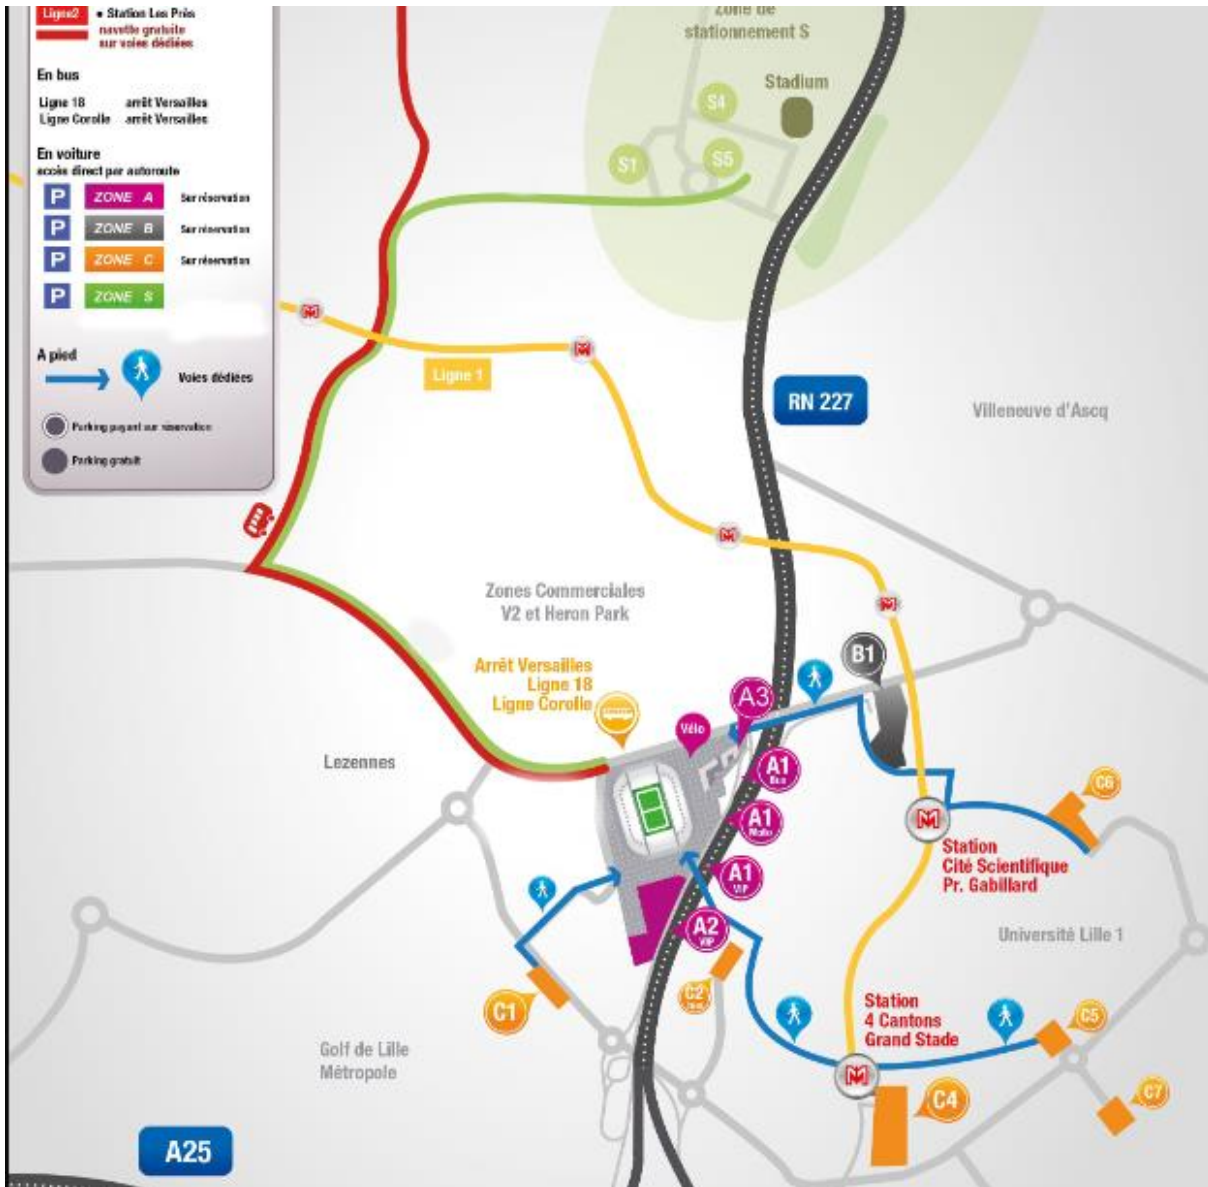 Ligne2 • Station Les Près
navette gratuite
sur voies dédiées
En bus
Ligne 18 arrêt Versailles
Ligne Corolle arrêt Versailles
En voiture
accès direct par autoroute
P ZONE A Sur réservation
P ZONE B Sur réservation
P ZONE C Sur réservation
P ZONE S
A pied
Voies dédiées
Parking payant sur réservation
Parking gratuit
Zone de
stationnement S
Stadium
S4
S1
S5
Ligne 1
RN 227
Villeneuve d'Ascq
Zones Commerciales
V2 et Heron Park
Arrêt Versailles
Ligne 18
Ligne Corolle
B1
A3
Vélo
Lezennes
A1
Bus
A1
Moto
C6
Station
Cité Scientifique
Pr. Gabillard
A1
VIP
A2
VIP
Université Lille 1
C1
C2
Station
4 Cantons
Grand Stade
C5
Golf de Lille
Métropole
C4
C7
A25